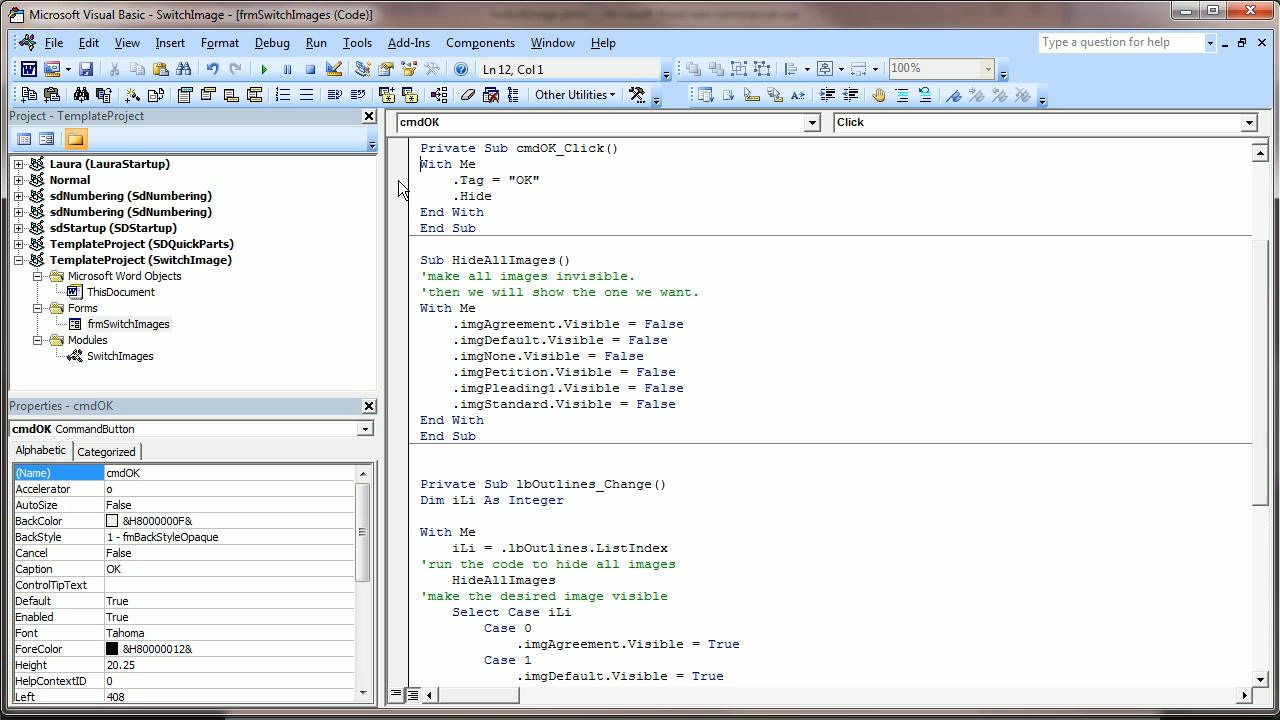 Microsoft Visual Basic - SwitchImage - [frmSwitchImages (Code)]
File Edit View Insert Format Debug Run Tools Add-Ins Components Window Help
Type a question for help
Ln 12, Col 1
100%
Other Utilities
Project - TemplateProject
Laura (LauraStartup)
Normal
sdNumbering (SdNumbering)
sdNumbering (SdNumbering)
sdStartup (SDStartup)
TemplateProject (SDQuickParts)
TemplateProject (SwitchImage)
Microsoft Word Objects
ThisDocument
Forms
frmSwitchImages
Modules
SwitchImages
Properties - cmdOK
cmdOK CommandButton
Alphabetic Categorized
(Name) cmdOK
Accelerator o
AutoSize False
BackColor &H8000000F&
BackStyle 1 - fmBackStyleOpaque
Cancel False
Caption OK
ControlTipText
Default True
Enabled True
Font Tahoma
ForeColor &H80000012&
Height 20.25
HelpContextID 0
Left 408
cmdOK Click
Private Sub cmdOK_Click()
With Me
.Tag = "OK"
.Hide
End With
End Sub
Sub HideAllImages()
'make all images invisible.
'then we will show the one we want.
With Me
.imgAgreement.Visible = False
.imgDefault.Visible = False
.imgNone.Visible = False
.imgPetition.Visible = False
.imgPleading1.Visible = False
.imgStandard.Visible = False
End With
End Sub
Private Sub lbOutlines_Change()
Dim iLi As Integer
With Me
iLi = .lbOutlines.ListIndex
'run the code to hide all images
HideAllImages
'make the desired image visible
Select Case iLi
Case 0
.imgAgreement.Visible = True
Case 1
.imgDefault.Visible = True